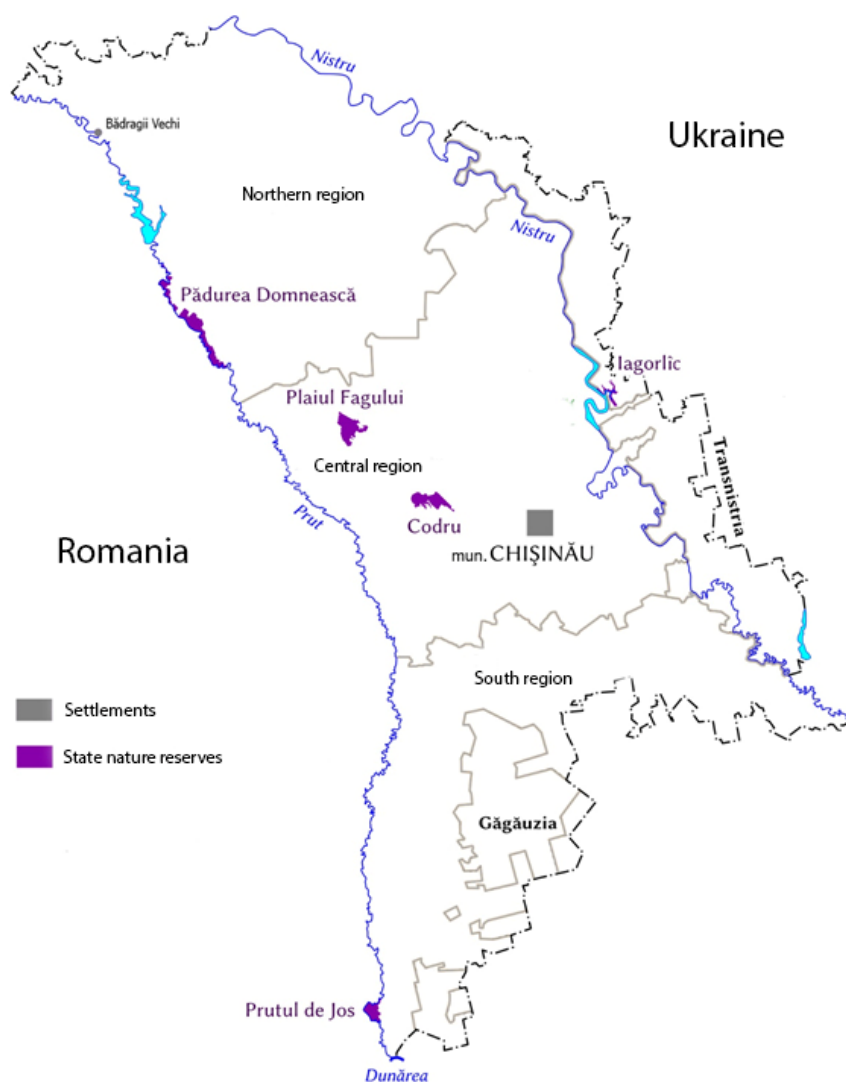 Nistru
Bădragii Vechi
Ukraine
Northern region
Nistru
Pădurea Domnească
Iagorlîc
Plaiul Fagului
Central region
Transnistria
Prut
Codru
mun. CHIŞINĂU
Romania
South region
Settlements
State nature reserves
Găgăuzia
Prutul de Jos
Dunărea